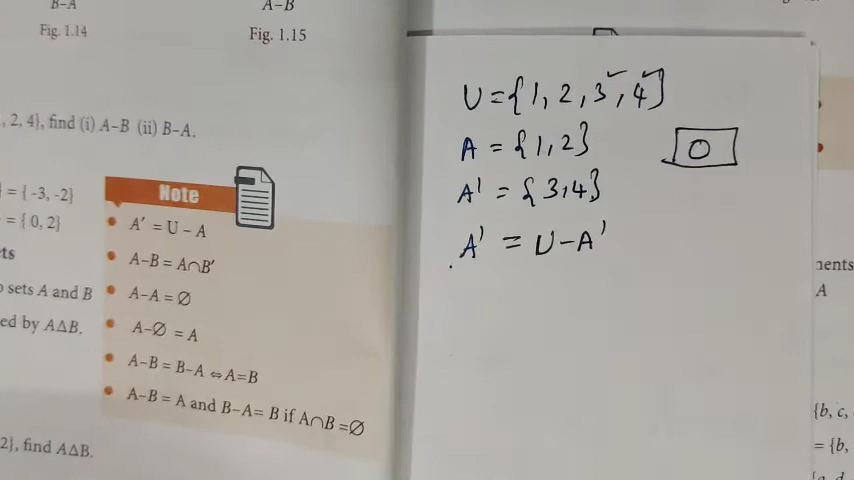 B–A
A–B
Fig. 1.14
Fig. 1.15
, 2, 4}, find (i) A–B (ii) B–A.
} = { -3, -2}
= { 0, 2}
ets
o sets A and B
ed by AΔB.
2}, find AΔB.
Note
A′ = U – A
A–B = A∩B′
A–A = ∅
A–∅ = A
A–B = B–A ⇔ A=B
A–B = A and B–A= B if A∩B =∅
U = {1, 2, 3, 4}
A = {1, 2}
A' = {3, 4}
A' = U – A'
nents
A
{b, c,
= {b,